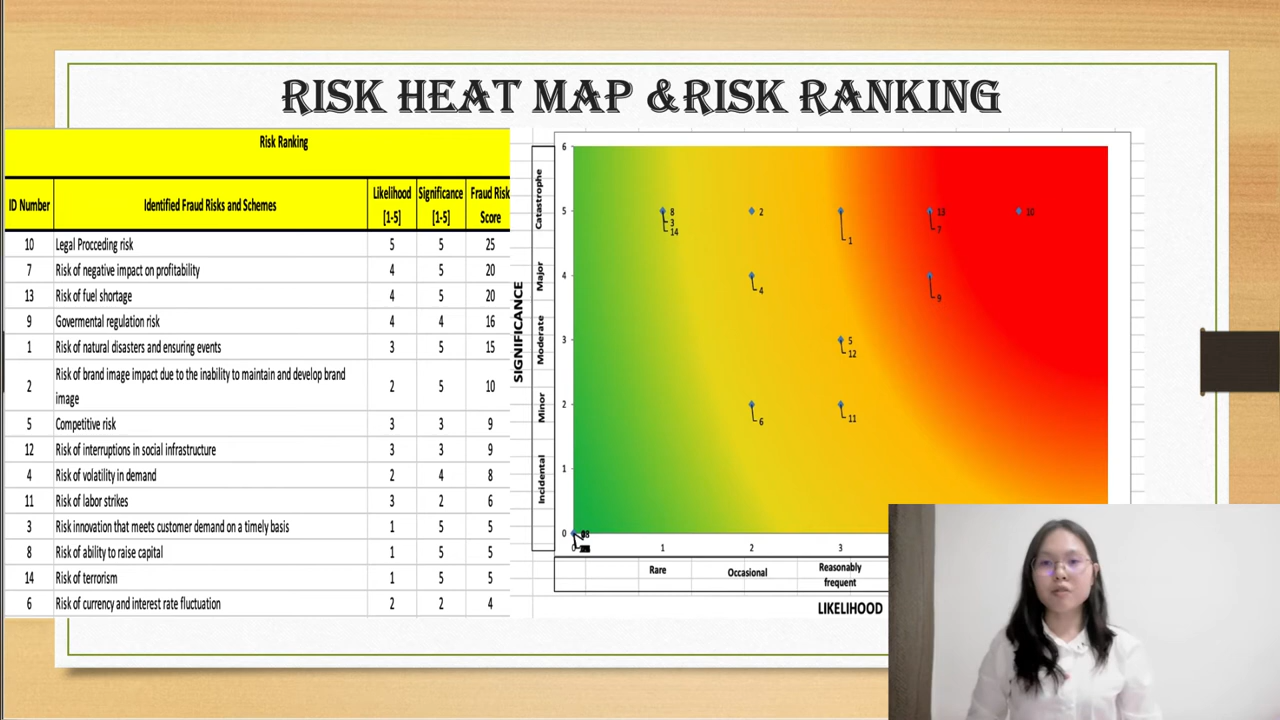 RISK HEAT MAP &RISK RANKING
Risk Ranking
ID Number Identified Fraud Risks and Schemes Likelihood [1-5] Significance [1-5] Fraud Risk Score
10 Legal Procceding risk 5 5 25
7 Risk of negative impact on profitability 4 5 20
13 Risk of fuel shortage 4 5 20
9 Govermental regulation risk 4 4 16
1 Risk of natural disasters and ensuring events 3 5 15
2 Risk of brand image impact due to the inability to maintain and develop brand
image 2 5 10
5 Competitive risk 3 3 9
12 Risk of interruptions in social infrastructure 3 3 9
4 Risk of volatility in demand 2 4 8
11 Risk of labor strikes 3 2 6
3 Risk innovation that meets customer demand on a timely basis 1 5 5
8 Risk of ability to raise capital 1 5 5
14 Risk of terrorism 1 5 5
6 Risk of currency and interest rate fluctuation 2 2 4
SIGNIFICANCE
Catastrophe
Major
Moderate
Minor
Incidental
6
5
4
3
2
1
0
8
3
14
2
1
13
7
10
4
9
5
12
6
11
0 1 2 3
Rare Occasional Reasonably
frequent
LIKELIHOOD